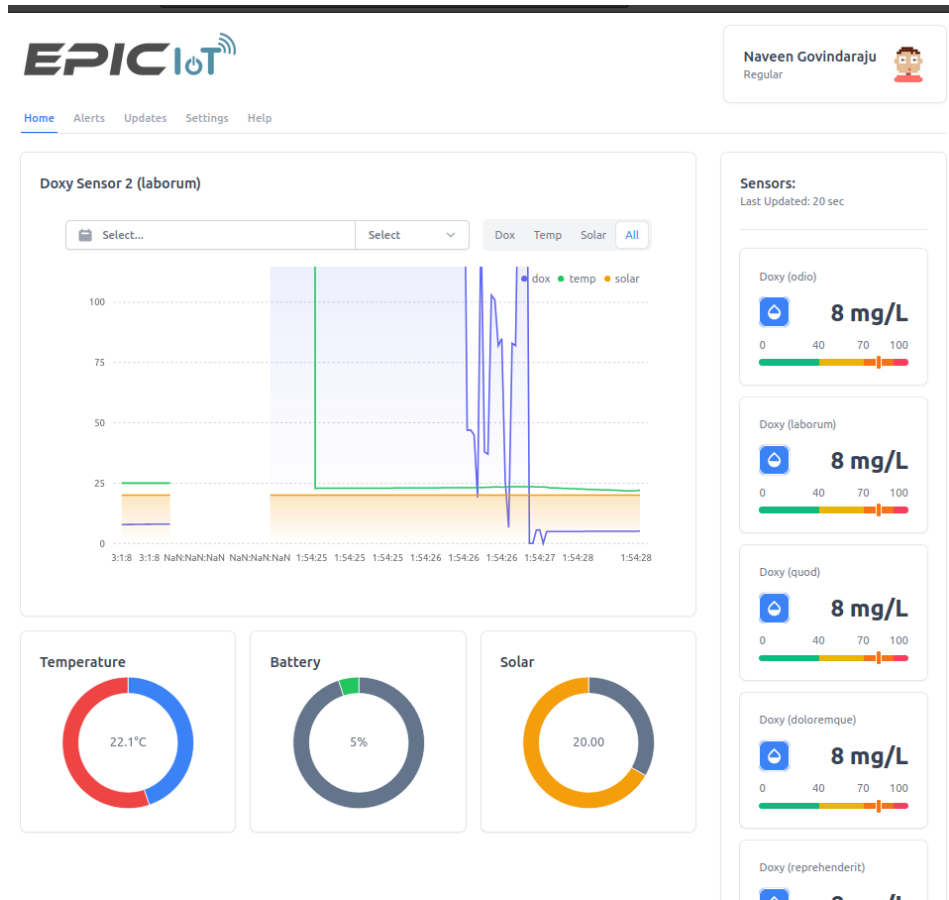 EPIC IoT
Naveen Govindaraju
Regular
Home Alerts Updates Settings Help
Doxy Sensor 2 (laborum)
Select... Select Dox Temp Solar All
dox temp solar
100
75
50
25
0
3:1:8 3:1:8 NaN:NaN:NaN NaN:NaN:NaN 1:54:25 1:54:25 1:54:25 1:54:26 1:54:26 1:54:26 1:54:27 1:54:28 1:54:28
Temperature
22.1°C
Battery
5%
Solar
20.00
Sensors:
Last Updated: 20 sec
Doxy (odio)
8 mg/L
0 40 70 100
Doxy (laborum)
8 mg/L
0 40 70 100
Doxy (quod)
8 mg/L
0 40 70 100
Doxy (doloremque)
8 mg/L
0 40 70 100
Doxy (reprehenderit)